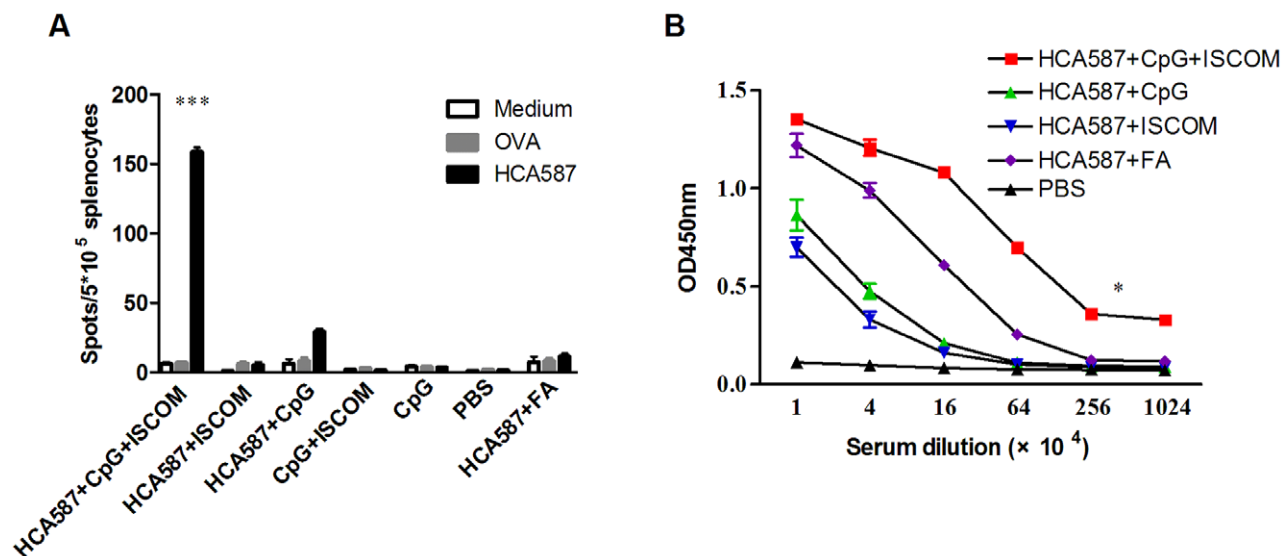 A
Spots/5*10 5 splenocytes
200
150
100
50
0
***
Medium
OVA
HCA587
HCA587+CpG+ISCOM
HCA587+ISCOM
HCA587+CpG
CpG+ISCOM
CpG
PBS
HCA587+FA
B
HCA587+CpG+ISCOM
HCA587+CpG
HCA587+ISCOM
HCA587+FA
PBS
OD450nm
1.5
1.0
0.5
0.0
*
1 4 16 64 256 1024
Serum dilution (× 10 4)